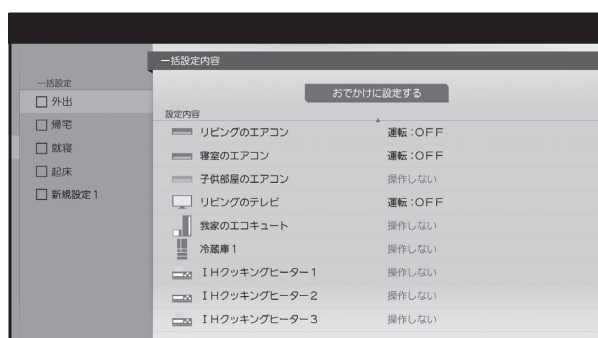 一括設定内容
一括設定
外出
帰宅
就寝
起床
新規設定1
おでかけに設定する
設定内容
リビングのエアコン 運転:OFF
寝室のエアコン 運転:OFF
子供部屋のエアコン 操作しない
リビングのテレビ 運転:OFF
我家のエコキュート 操作しない
冷蔵庫1 操作しない
IHクッキングヒーター1 操作しない
IHクッキングヒーター2 操作しない
IHクッキングヒーター3 操作しない